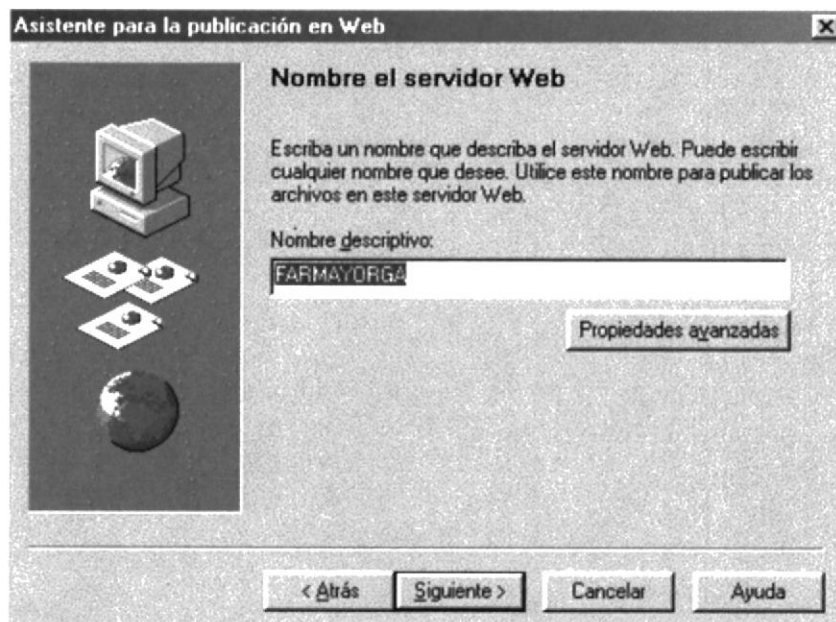 Asistente para la publicación en Web
Nombre el servidor Web
Escriba un nombre que describa el servidor Web. Puede escribir
cualquier nombre que desee. Utilice este nombre para publicar los
archivos en este servidor Web.
Nombre descriptivo:
FARMAYORGA
Propiedades avanzadas
< Atrás
Siguiente >
Cancelar
Ayuda